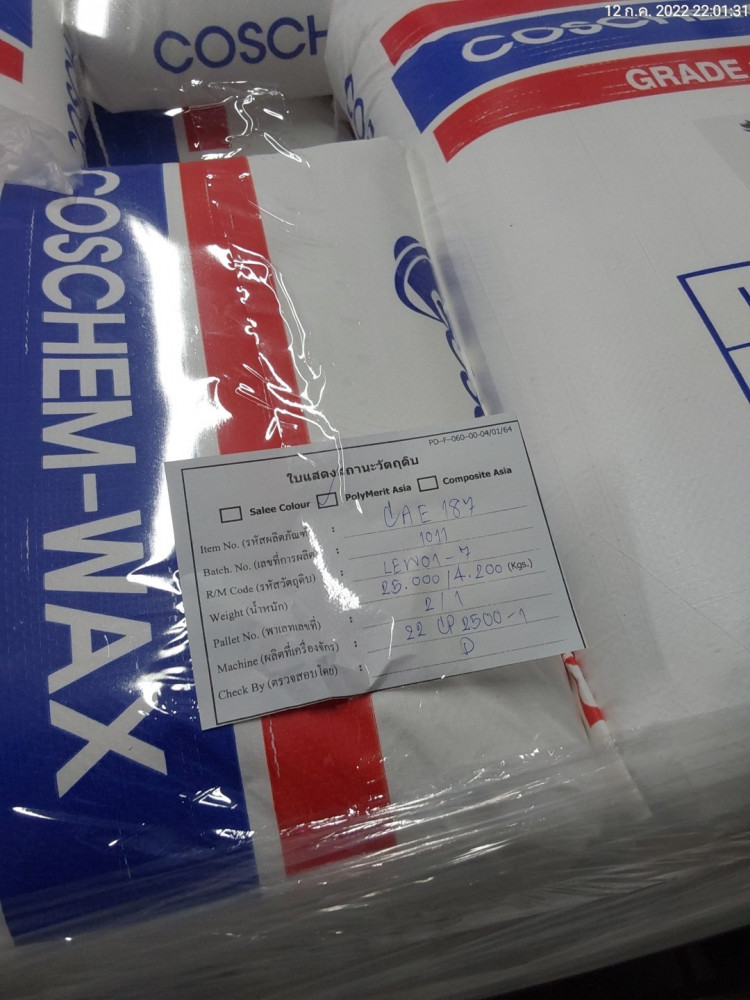 12 ก.ค. 2022 22:01:31
COSCH
COSCHEM
GRADE
COSCHEM-WAX
PD-F-060-00-04/01/64
ใบแสดงสถานะวัตถุดิบ
Salee Colour PolyMerit Asia Composite Asia
Item No. (รหัสผลิตภัณฑ์) : CAE 187
Batch. No. (เลขที่การผลิต) : 1011
R/M Code (รหัสวัตถุดิบ) : LEW01-7
Weight (น้ำหนัก) 25.000 / 4.200 (Kgs.)
Pallet No. (พาเลทเลขที่) : 2/1
Machine (ผลิตที่เครื่องจักร) : 22 CP 2500-1
Check By (ตรวจสอบโดย) : D